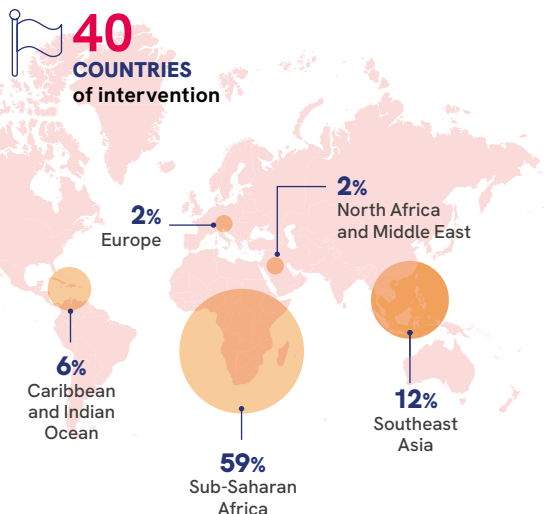 40
COUNTRIES
of intervention
2%
North Africa
and Middle East
2%
Europe
6%
Caribbean
and Indian
Ocean
12%
Southeast
Asia
59%
Sub-Saharan
Africa